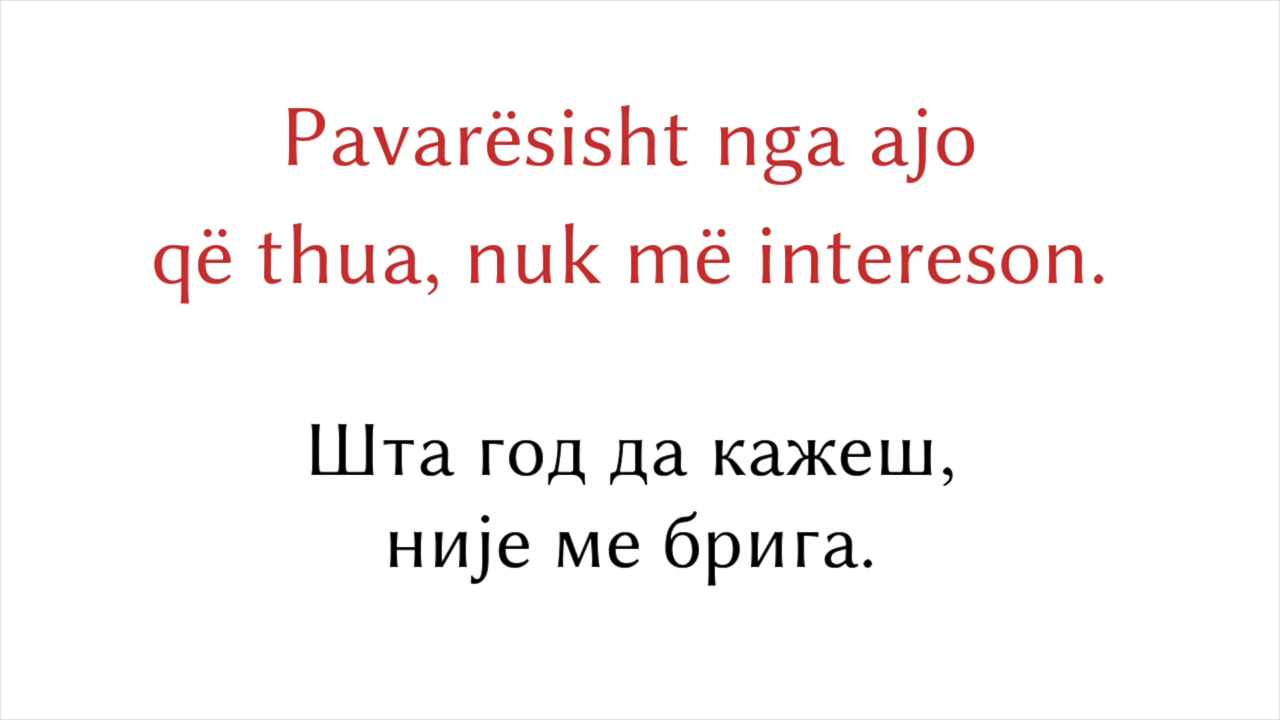 Pavarësisht nga ajo
që thua, nuk më intereson.
Шта год да кажеш,
није ме брига.